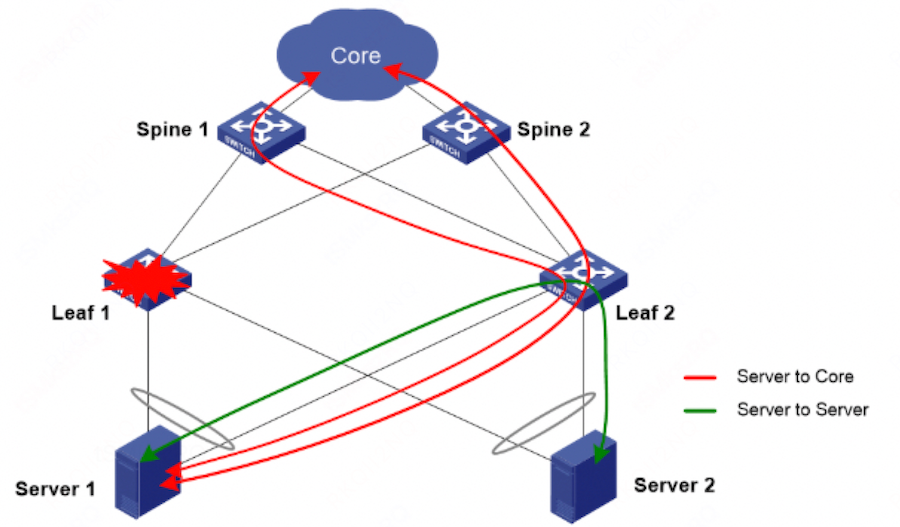 Core
Spine 1
Spine 2
SWITCH
SWITCH
Leaf 1
Leaf 2
SWITCH
Server to Core
Server to Server
Server 1
Server 2